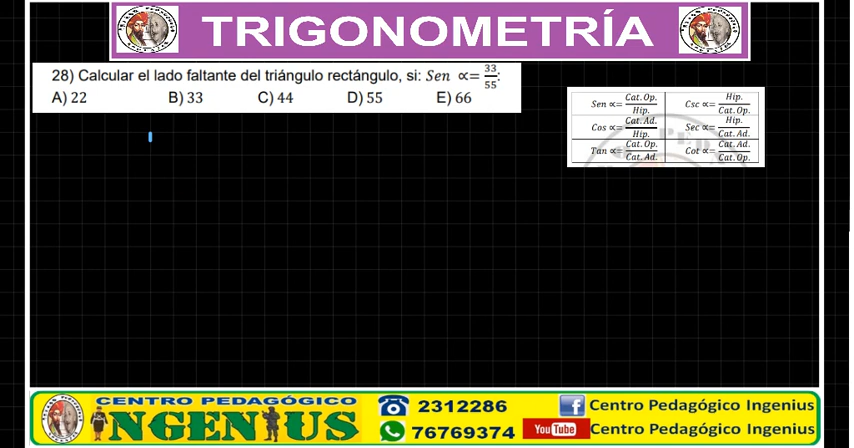 TRIGONOMETRÍA
28) Calcular el lado faltante del triángulo rectángulo, si: Sen ∝= 33/55:
A) 22 B) 33 C) 44 D) 55 E) 66
Sen ∝= Cat. Op./Hip. Csc ∝= Hip./Cat. Op.
Cos ∝= Cat. Ad./Hip. Sec ∝= Hip./Cat. Ad.
Tan ∝= Cat. Op./Cat. Ad. Cot ∝= Cat. Ad./Cat. Op.
CENTRO PEDAGÓGICO
INGENIUS
2312286
76769374
Centro Pedagógico Ingenius
YouTube Centro Pedagógico Ingenius